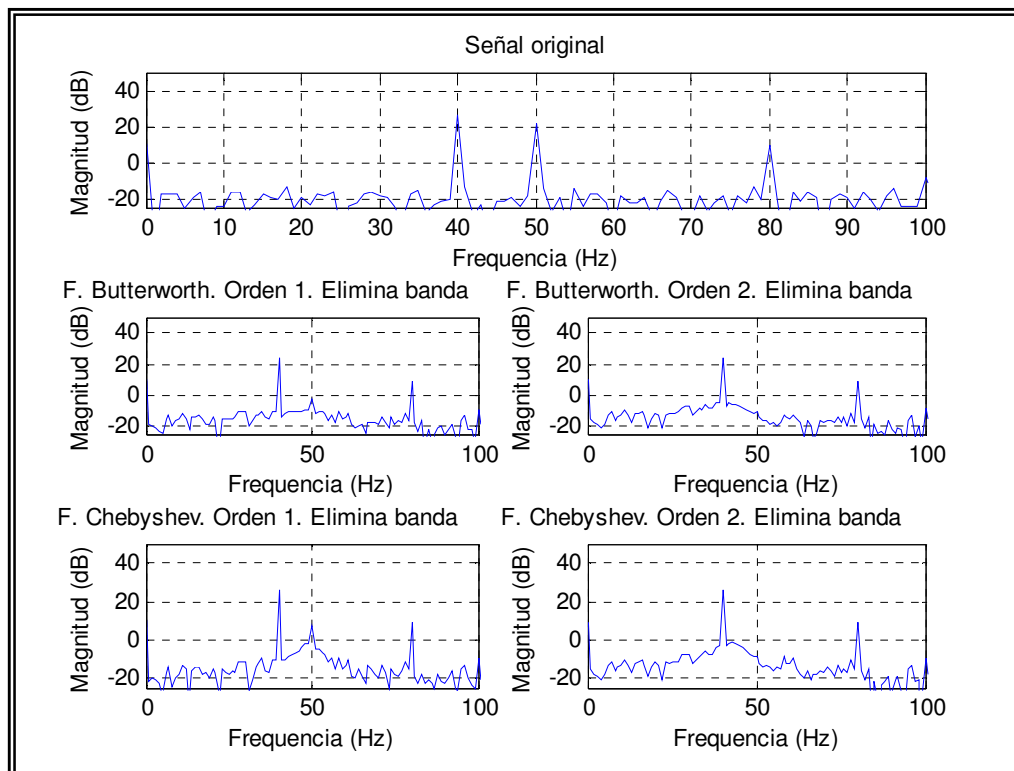 Señal original
Magnitud (dB)
40
20
0
-20
0 10 20 30 40 50 60 70 80 90 100
Frequencia (Hz)
F. Butterworth. Orden 1. Elimina banda
Magnitud (dB)
40
20
0
-20
0 50 100
Frequencia (Hz)
F. Butterworth. Orden 2. Elimina banda
Magnitud (dB)
40
20
0
-20
0 50 100
Frequencia (Hz)
F. Chebyshev. Orden 1. Elimina banda
Magnitud (dB)
40
20
0
-20
0 50 100
Frequencia (Hz)
F. Chebyshev. Orden 2. Elimina banda
Magnitud (dB)
40
20
0
-20
0 50 100
Frequencia (Hz)